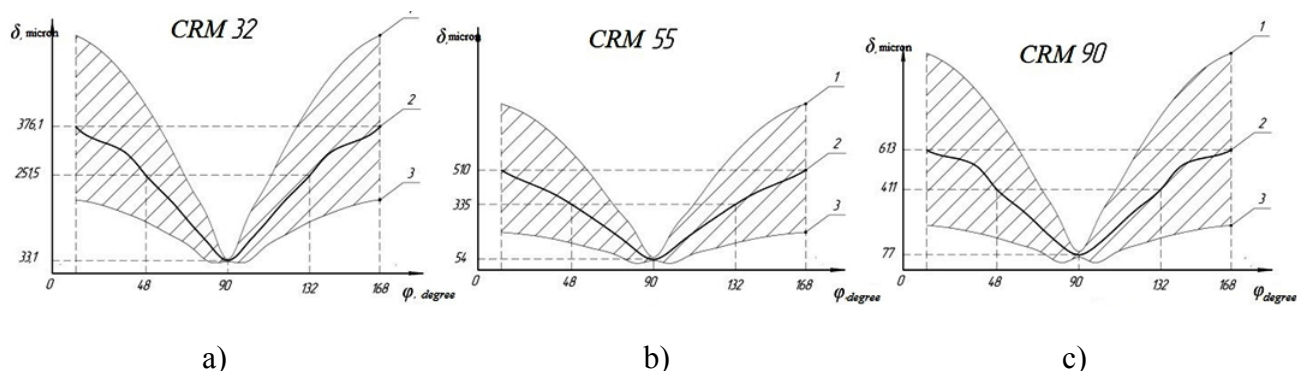 δ, micron
CRM 32
2
376,1
251,5
3
33,1
0
48
90
132
168
φ, degree
a)
δ, micron
CRM 55
1
2
510
335
3
54
0
48
90
132
168
φ, degree
b)
δ, micron
CRM 90
1
2
613
411
3
77
0
48
90
132
168
φ degree
c)